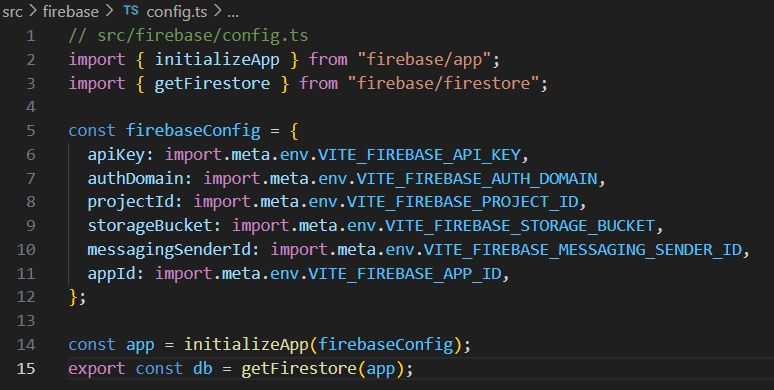 src > firebase > TS config.ts > ...
1 // src/firebase/config.ts
2 import { initializeApp } from "firebase/app";
3 import { getFirestore } from "firebase/firestore";
4
5 const firebaseConfig = {
6   apiKey: import.meta.env.VITE_FIREBASE_API_KEY,
7   authDomain: import.meta.env.VITE_FIREBASE_AUTH_DOMAIN,
8   projectId: import.meta.env.VITE_FIREBASE_PROJECT_ID,
9   storageBucket: import.meta.env.VITE_FIREBASE_STORAGE_BUCKET,
10   messagingSenderId: import.meta.env.VITE_FIREBASE_MESSAGING_SENDER_ID,
11   appId: import.meta.env.VITE_FIREBASE_APP_ID,
12 };
13
14 const app = initializeApp(firebaseConfig);
15 export const db = getFirestore(app);